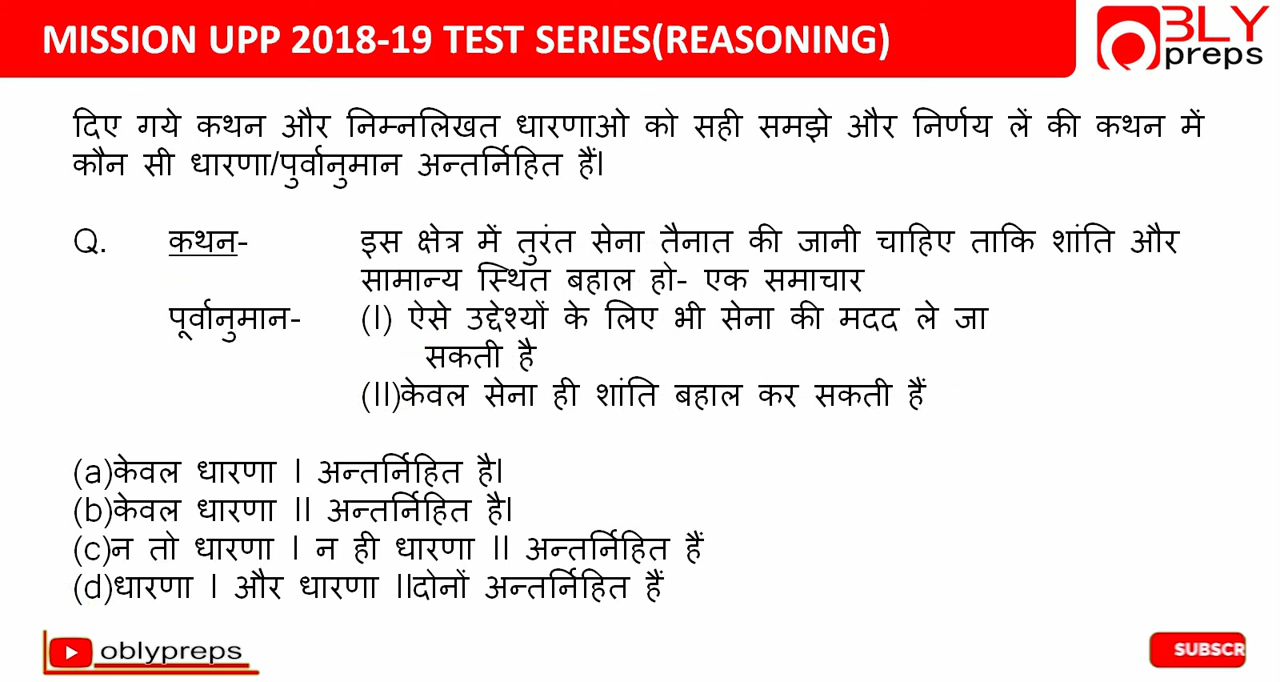 MISSION UPP 2018-19 TEST SERIES(REASONING)
BLY
preps
दिए गये कथन और निम्नलिखत धारणाओ को सही समझे और निर्णय लें की कथन में
कौन सी धारणा/पुर्वानुमान अन्तर्निहित हैं।
Q. कथन- इस क्षेत्र में तुरंत सेना तैनात की जानी चाहिए ताकि शांति और
सामान्य स्थित बहाल हो- एक समाचार
पूर्वानुमान- (I) ऐसे उद्देश्यों के लिए भी सेना की मदद ले जा
सकती है
(II)केवल सेना ही शांति बहाल कर सकती हैं
(a)केवल धारणा I अन्तर्निहित है।
(b)केवल धारणा II अन्तर्निहित है।
(c)न तो धारणा I न ही धारणा II अन्तर्निहित हैं
(d)धारणा I और धारणा IIदोनों अन्तर्निहित हैं
oblypreps
SUBSCR